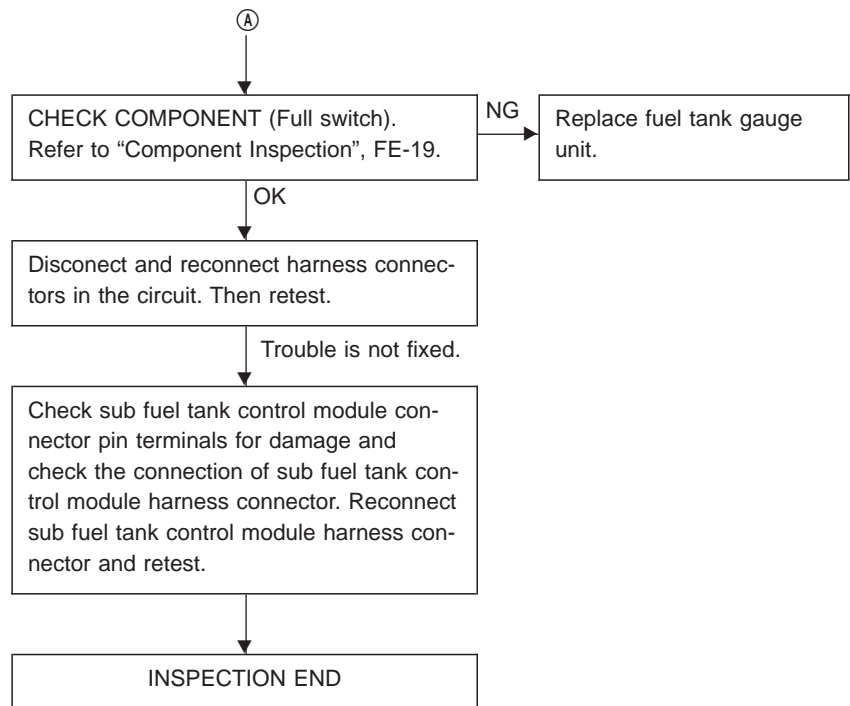 Ⓐ
CHECK COMPONENT (Full switch).
Refer to “Component Inspection”, FE-19.
NG
Replace fuel tank gauge
unit.
OK
Disconect and reconnect harness connec-
tors in the circuit. Then retest.
Trouble is not fixed.
Check sub fuel tank control module con-
nector pin terminals for damage and
check the connection of sub fuel tank con-
trol module harness connector. Reconnect
sub fuel tank control module harness con-
nector and retest.
INSPECTION END